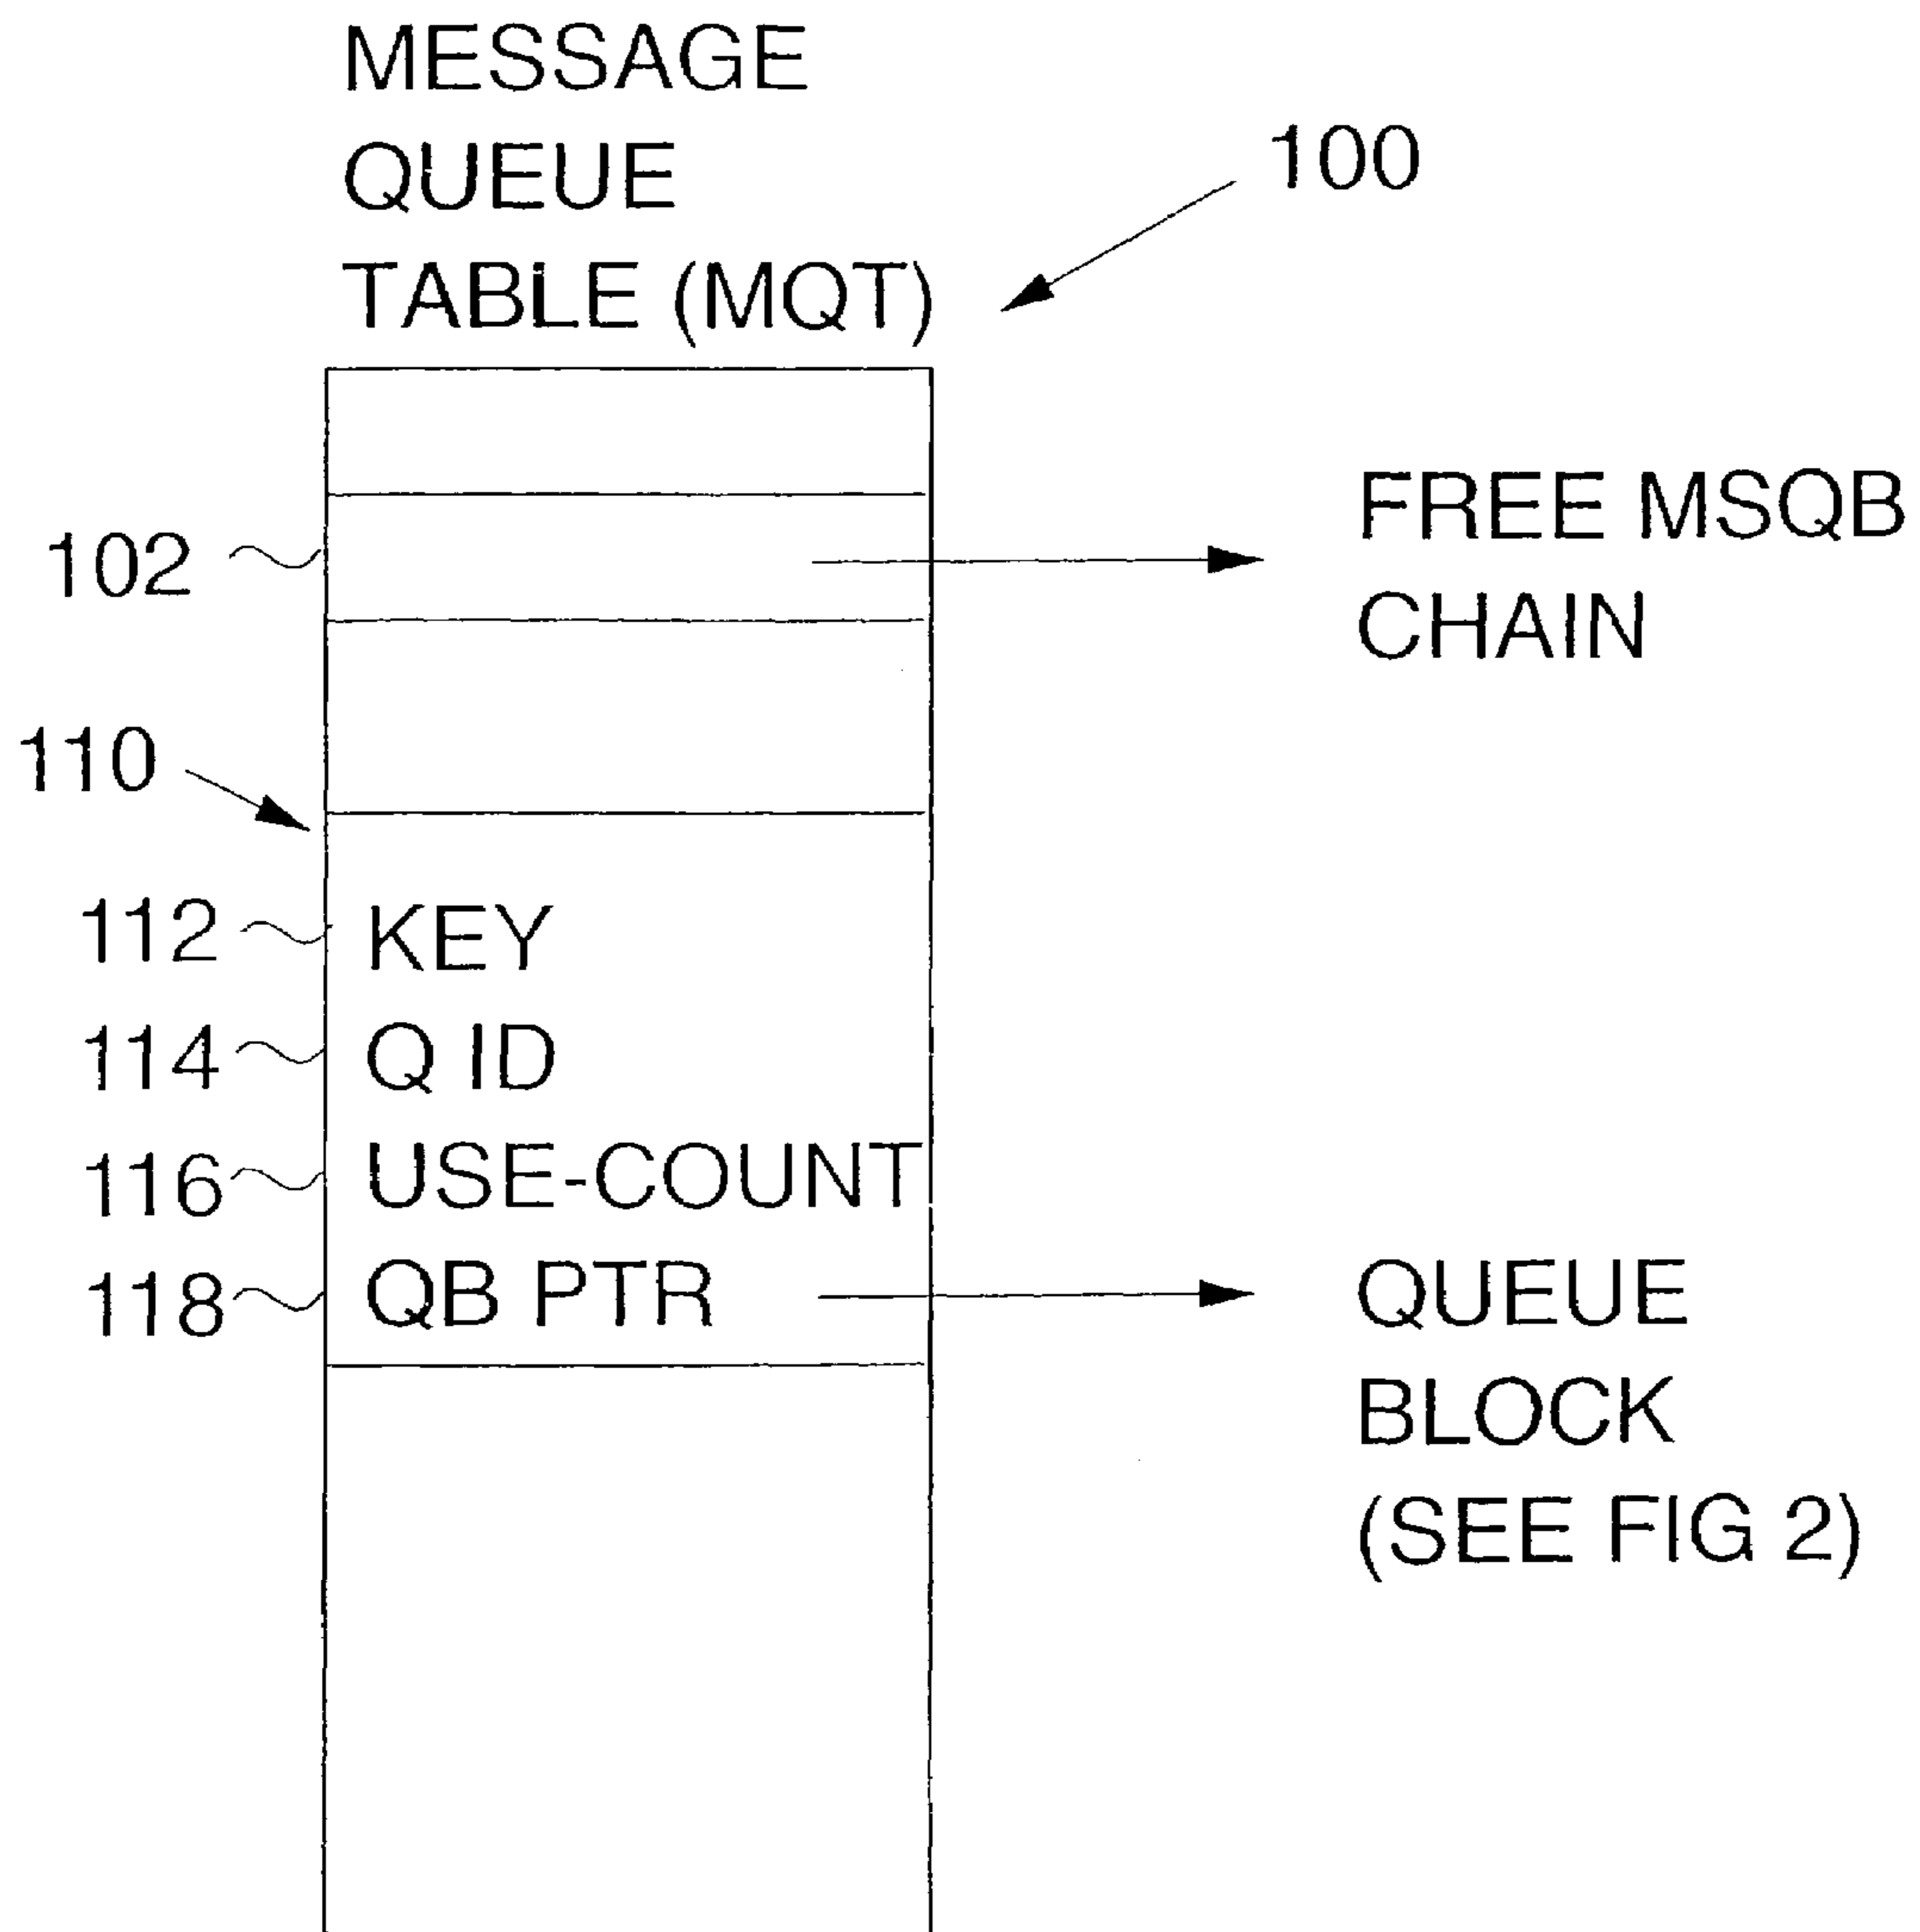 MESSAGE
QUEUE
TABLE (MQT)
100
102
FREE MSQB
CHAIN
110
112 KEY
114 Q ID
116 USE-COUNT
118 QB PTR
QUEUE
BLOCK
(SEE FIG 2)